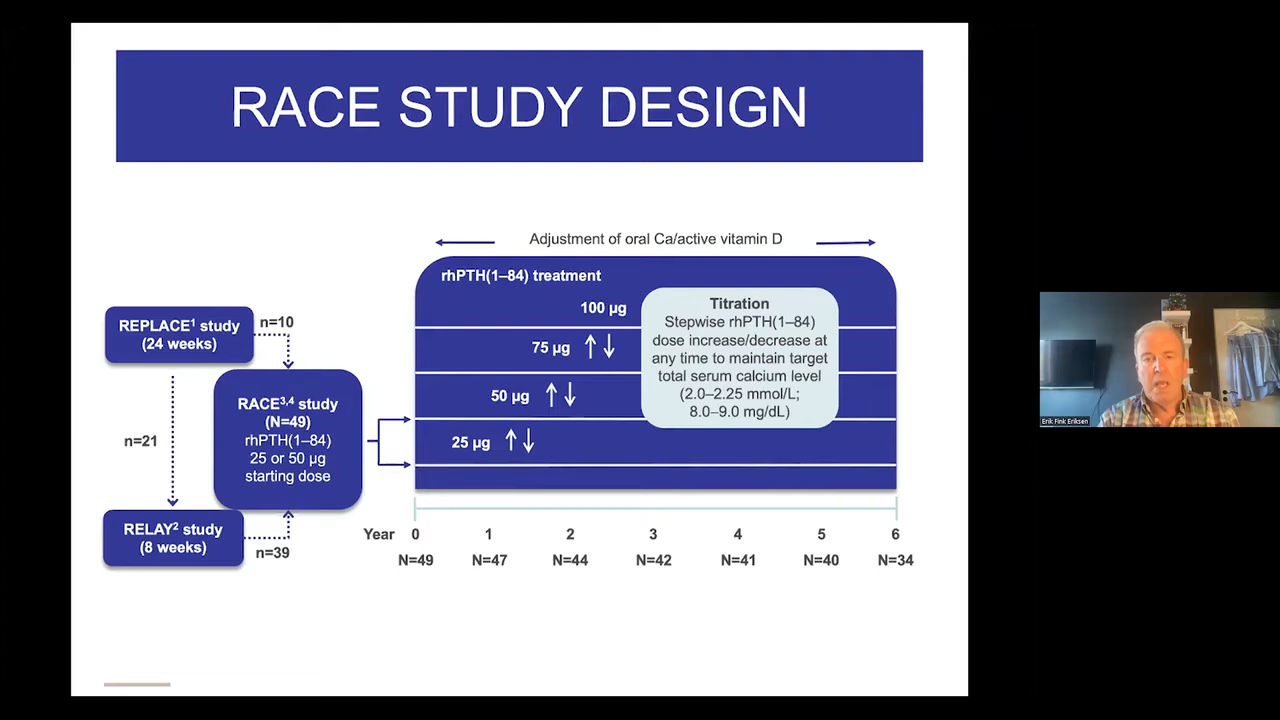 RACE STUDY DESIGN
Adjustment of oral Ca/active vitamin D
rhPTH(1–84) treatment
100 µg
75 µg
50 µg
25 µg
Titration
Stepwise rhPTH(1–84)
dose increase/decrease at
any time to maintain target
total serum calcium level
(2.0–2.25 mmol/L;
8.0–9.0 mg/dL)
REPLACE¹ study
(24 weeks)
n=10
RACE³,⁴ study
(N=49)
rhPTH(1–84)
25 or 50 µg
starting dose
n=21
RELAY² study
(8 weeks)
n=39
Year 0 1 2 3 4 5 6
N=49 N=47 N=44 N=42 N=41 N=40 N=34
Erik Fink Eriksen